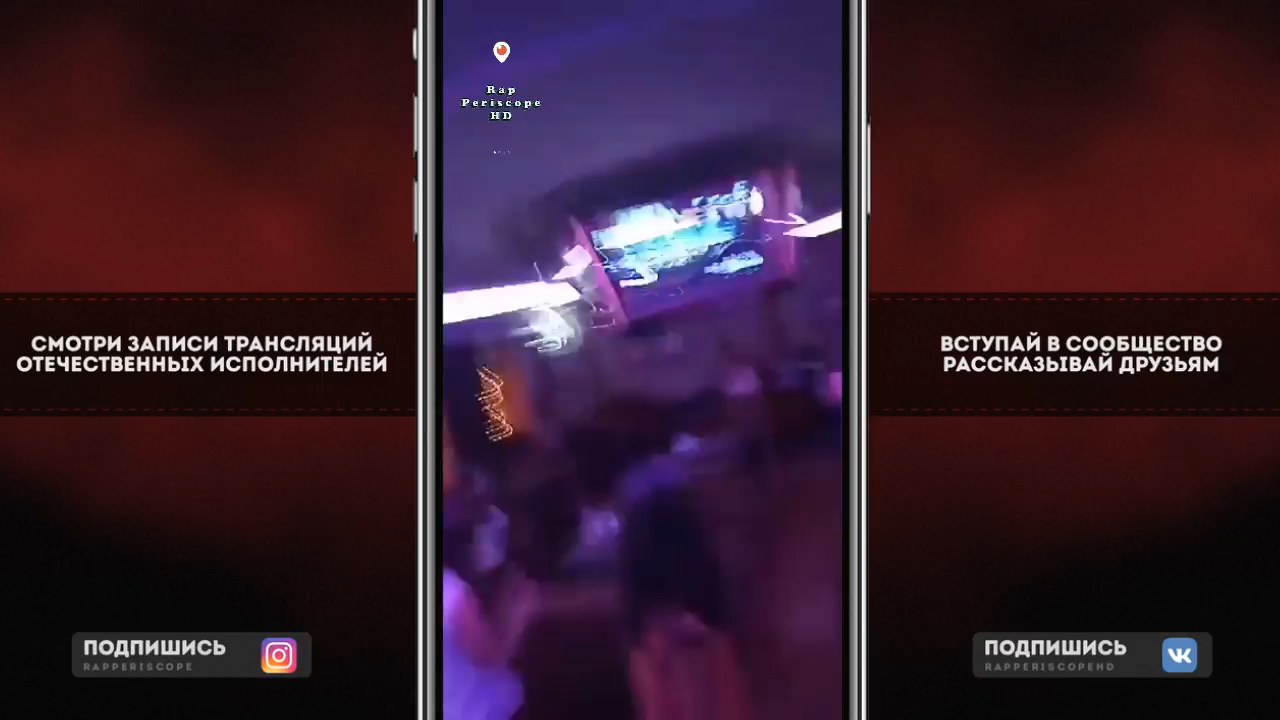 Rap
Periscope
HD
СМОТРИ ЗАПИСИ ТРАНСЛЯЦИЙ
ОТЕЧЕСТВЕННЫХ ИСПОЛНИТЕЛЕЙ
ВСТУПАЙ В СООБЩЕСТВО
РАССКАЗЫВАЙ ДРУЗЬЯМ
ПОДПИШИСЬ
RAPPERISCOPE
ПОДПИШИСЬ
RAPPERISCOPEHD